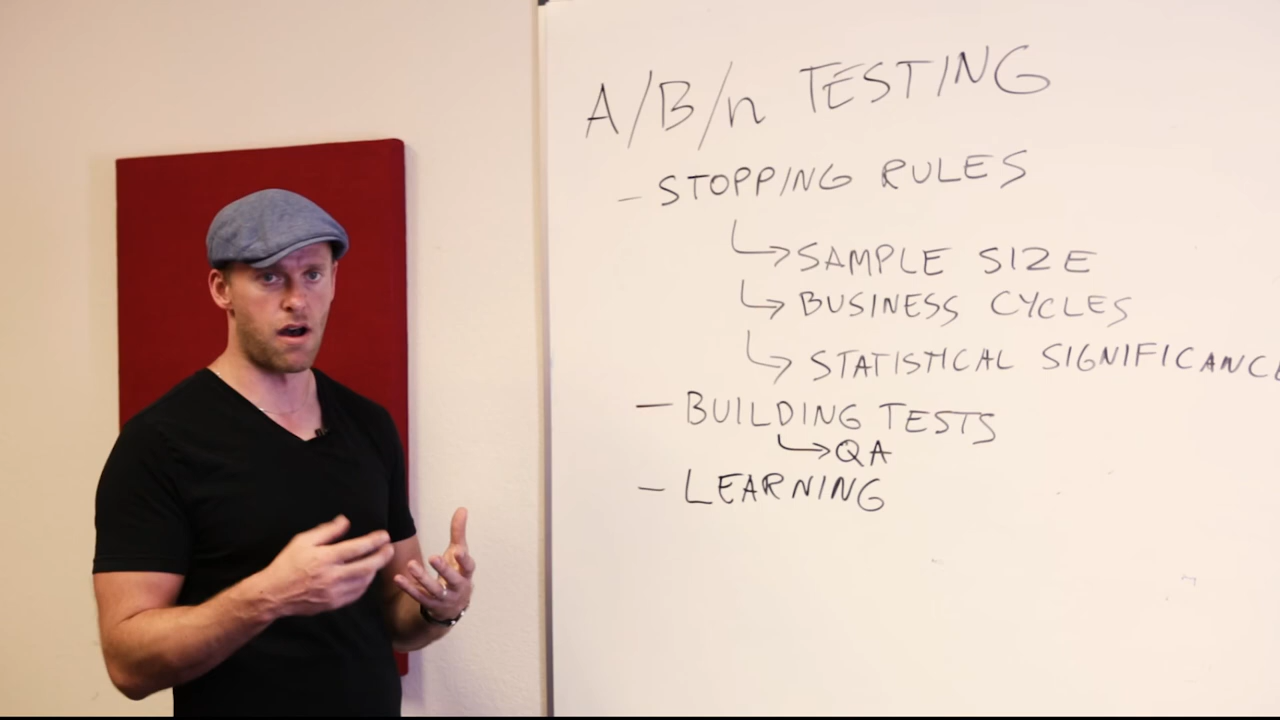 A/B/n TESTING
- STOPPING RULES
↳ SAMPLE SIZE
↳ BUSINESS CYCLES
↳ STATISTICAL SIGNIFICANCE
- BUILDING TESTS
↳ QA
- LEARNING